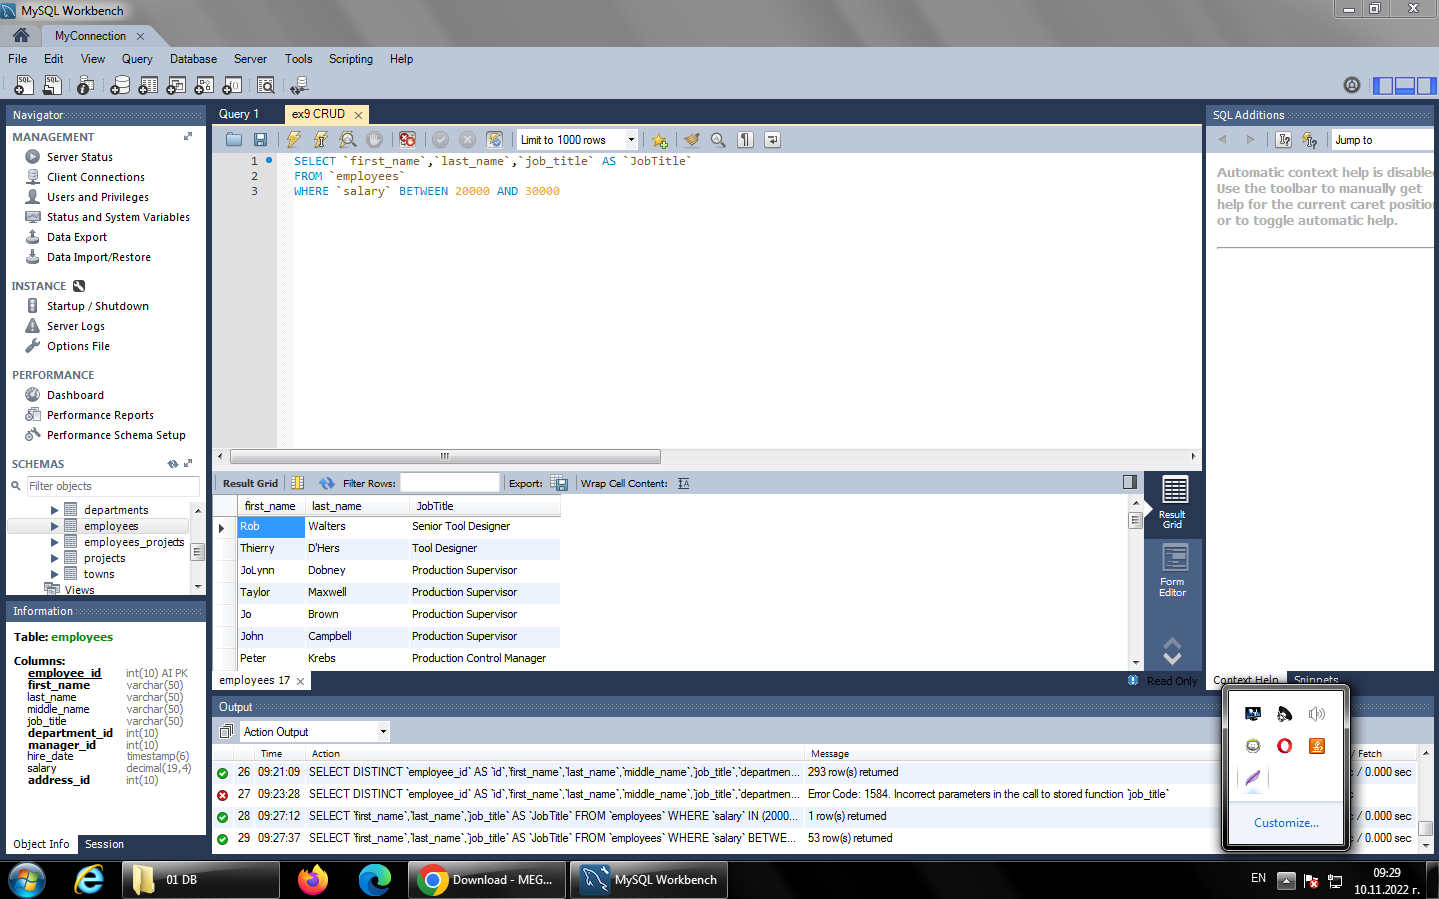 MySQL Workbench
MyConnection
File Edit View Query Database Server Tools Scripting Help
Navigator
MANAGEMENT
Server Status
Client Connections
Users and Privileges
Status and System Variables
Data Export
Data Import/Restore
INSTANCE
Startup / Shutdown
Server Logs
Options File
PERFORMANCE
Dashboard
Performance Reports
Performance Schema Setup
SCHEMAS
Filter objects
departments
employees
employees_projects
projects
towns
Views
Information
Table: employees
Columns:
employee_id int(10) AI PK
first_name varchar(50)
last_name varchar(50)
middle_name varchar(50)
job_title varchar(50)
department_id int(10)
manager_id int(10)
hire_date timestamp(6)
salary decimal(19,4)
address_id int(10)
Object Info Session
Query 1 ex9 CRUD
Limit to 1000 rows
1 SELECT `first_name`,`last_name`,`job_title` AS `JobTitle`
2 FROM `employees`
3 WHERE `salary` BETWEEN 20000 AND 30000
Result Grid Filter Rows: Export: Wrap Cell Content:
first_name last_name JobTitle
Rob Walters Senior Tool Designer
Thierry D'Hers Tool Designer
JoLynn Dobney Production Supervisor
Taylor Maxwell Production Supervisor
Jo Brown Production Supervisor
John Campbell Production Supervisor
Peter Krebs Production Control Manager
Result
Grid
Form
Editor
employees 17
Read Only
SQL Additions
Jump to
Automatic context help is disabled
Use the toolbar to manually get
help for the current caret position
or to toggle automatic help.
Context Help Snippets
Output
Action Output
Time Action Message / Fetch
26 09:21:09 SELECT DISTINCT `employee_id` AS `id`,`first_name`,`last_name`,`middle_name`,`job_title`,`departmen... 293 row(s) returned / 0.000 sec
27 09:23:28 SELECT DISTINCT `employee_id` AS `id`,`first_name`,`last_name`,`middle_name`,`job_title`,`departmen... Error Code: 1584. Incorrect parameters in the call to stored function `job_title`
28 09:27:12 SELECT `first_name`,`last_name`,`job_title` AS `JobTitle` FROM `employees` WHERE `salary` IN (2000... 1 row(s) returned / 0.000 sec
29 09:27:37 SELECT `first_name`,`last_name`,`job_title` AS `JobTitle` FROM `employees` WHERE `salary` BETWE... 53 row(s) returned / 0.000 sec
Customize...
01 DB
Download - MEG...
MySQL Workbench
EN
09:29
10.11.2022 г.